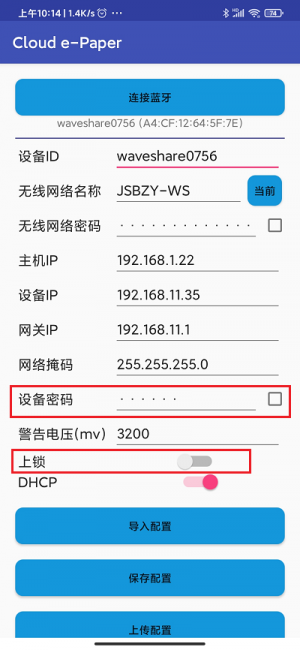 上午10:14 | 1.4K/s ···
74
Cloud e-Paper
连接蓝牙
waveshare0756 (A4:CF:12:64:5F:7E)
设备ID waveshare0756
无线网络名称 JSBZY-WS 当前
无线网络密码 ·············
主机IP 192.168.1.22
设备IP 192.168.11.35
网关IP 192.168.11.1
网络掩码 255.255.255.0
设备密码 ······
警告电压(mv) 3200
上锁
DHCP
导入配置
保存配置
上传配置